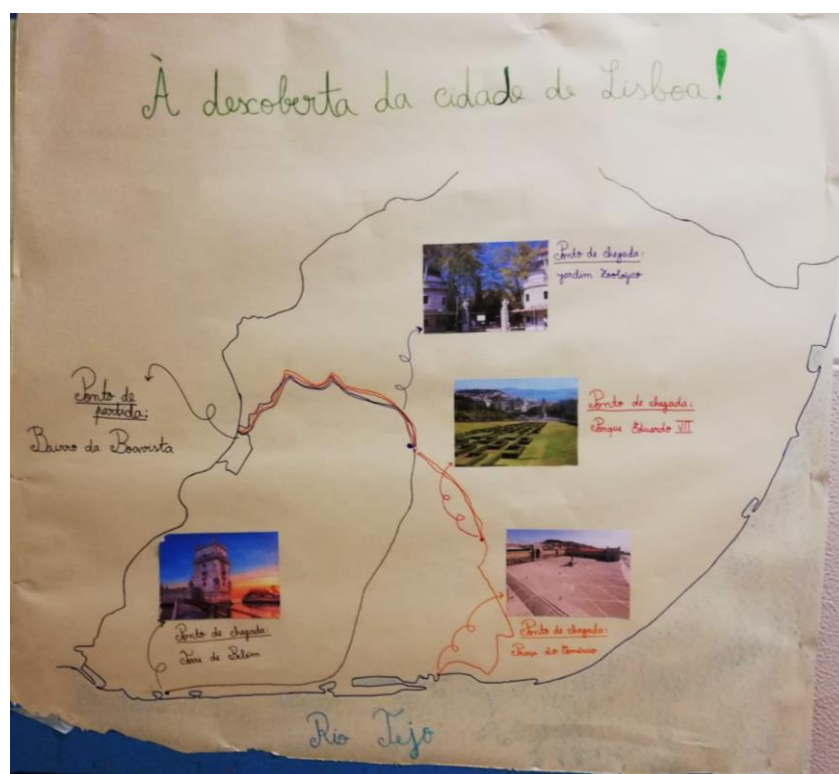 À descoberta da cidade de Lisboa!
Ponto de chegada:
Jardim Zoológico
Ponto de
partida:
Bairro da Boavista
Ponto de chegada:
Parque Eduardo VII
Ponto de chegada:
Torre de Belém
Ponto de chegada:
Praça do Comércio
Rio Tejo